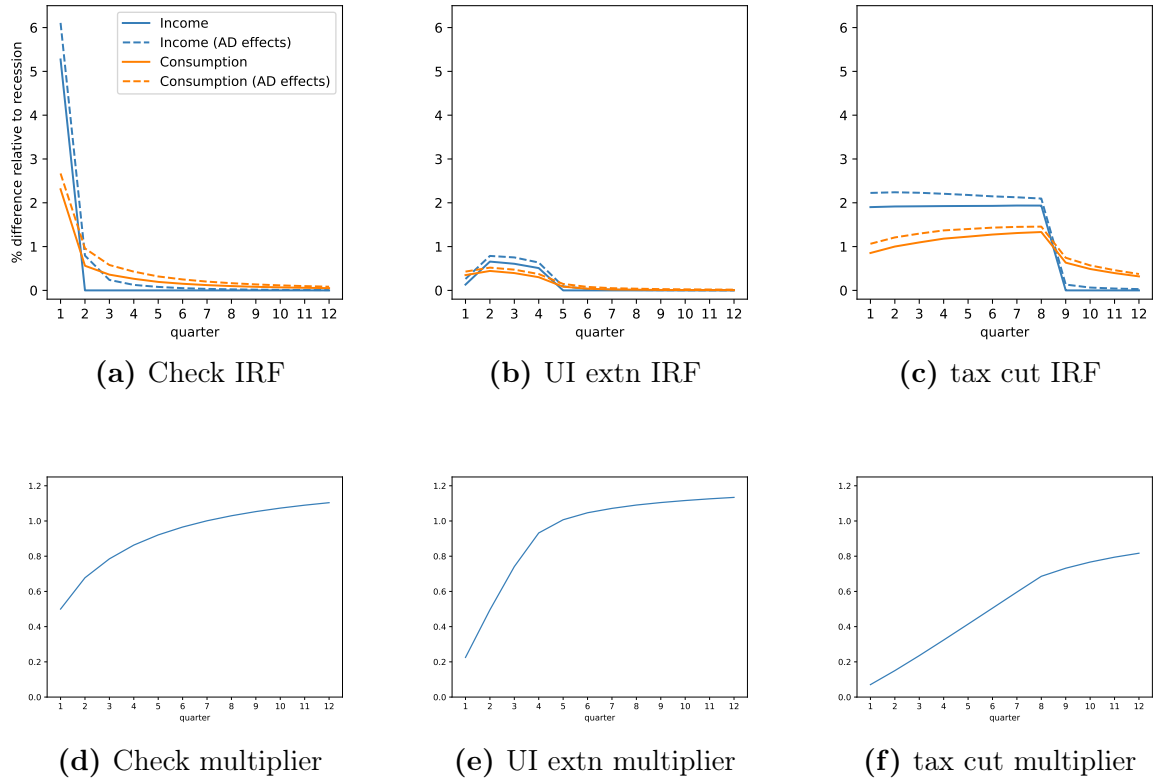 Income
Income (AD effects)
Consumption
Consumption (AD effects)
% difference relative to recession
6
5
4
3
2
1
0
1 2 3 4 5 6 7 8 9 10 11 12
quarter
(a) Check IRF
6
5
4
3
2
1
0
1 2 3 4 5 6 7 8 9 10 11 12
quarter
(b) UI extn IRF
6
5
4
3
2
1
0
1 2 3 4 5 6 7 8 9 10 11 12
quarter
(c) tax cut IRF
1.2
1.0
0.8
0.6
0.4
0.2
0.0
1 2 3 4 5 6 7 8 9 10 11 12
quarter
(d) Check multiplier
1.2
1.0
0.8
0.6
0.4
0.2
0.0
1 2 3 4 5 6 7 8 9 10 11 12
quarter
(e) UI extn multiplier
1.2
1.0
0.8
0.6
0.4
0.2
0.0
1 2 3 4 5 6 7 8 9 10 11 12
quarter
(f) tax cut multiplier